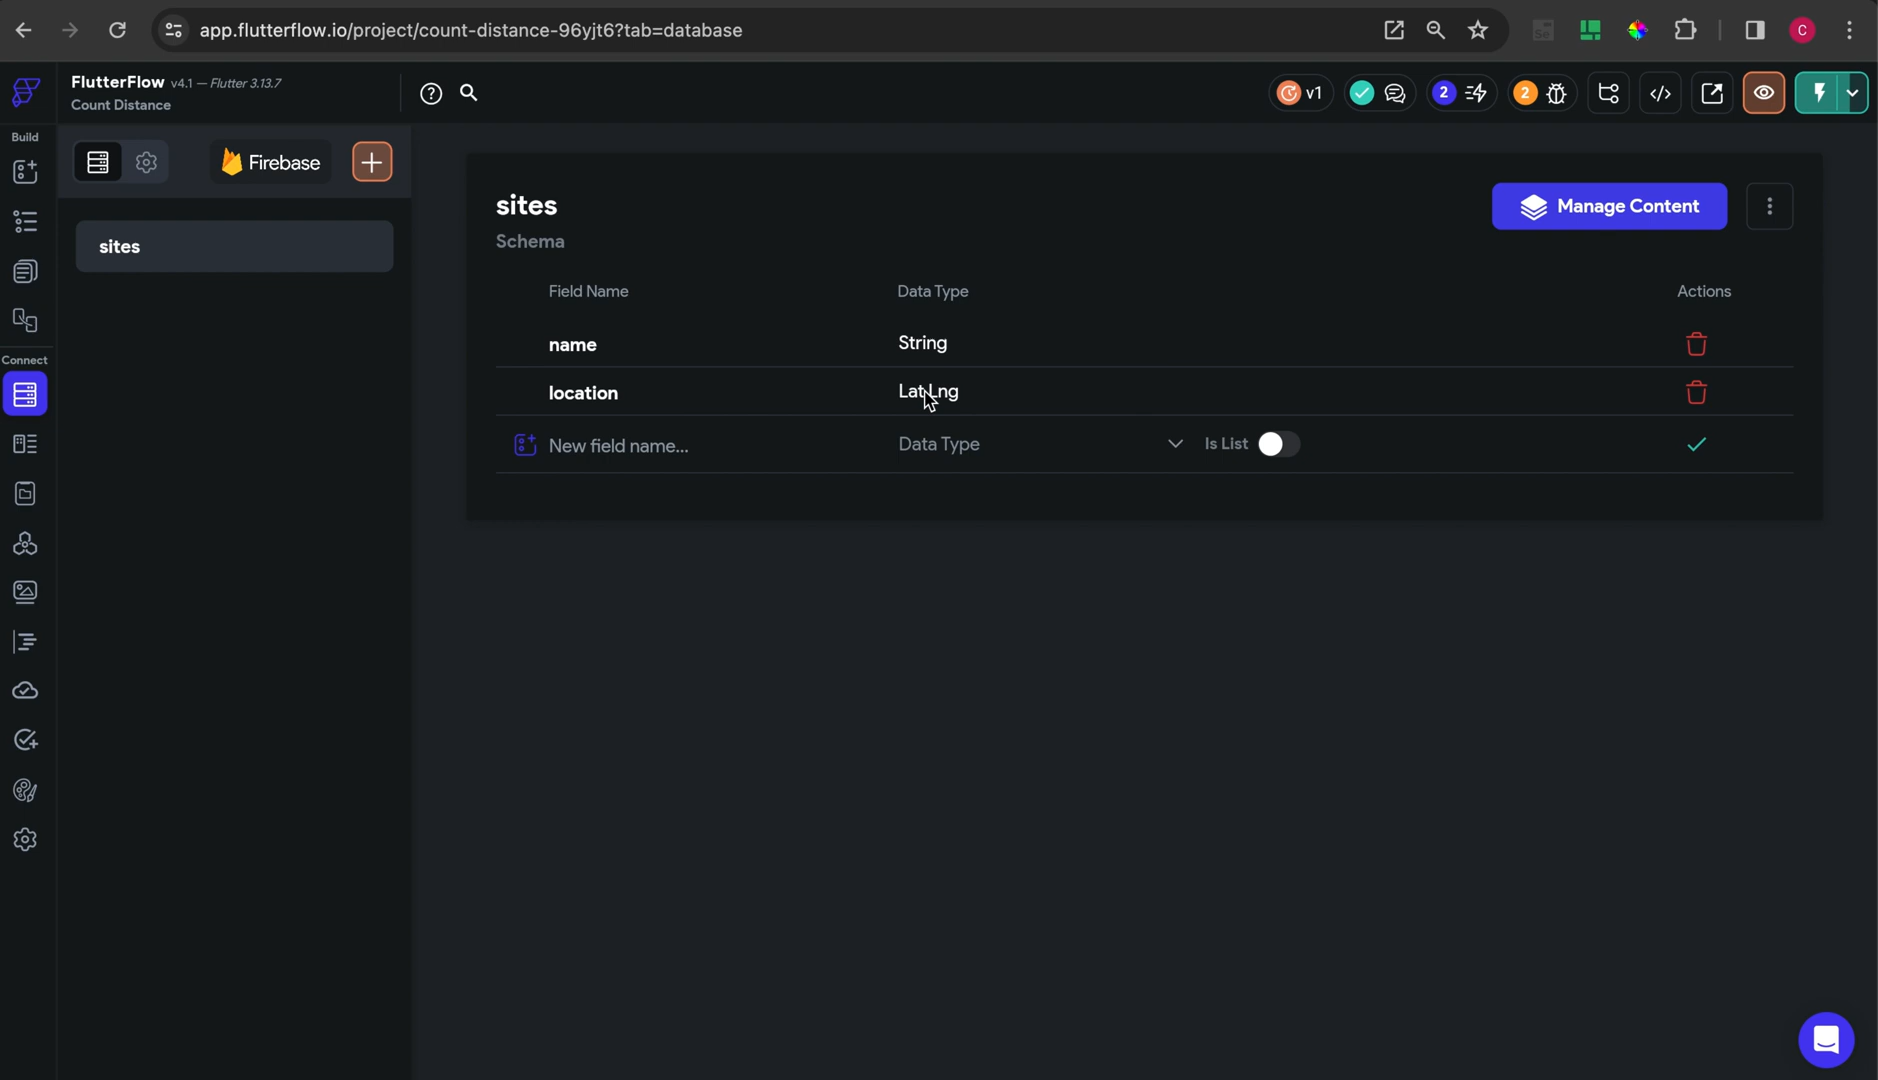 app.flutterflow.io/project/count-distance-96yjt6?tab=database
C
FlutterFlow v4.1 — Flutter 3.13.7
Count Distance
v1
2
2
Build
Firebase
sites
Connect
sites
Manage Content
Schema
Field Name Data Type Actions
name String
location Lat Lng
New field name... Data Type Is List